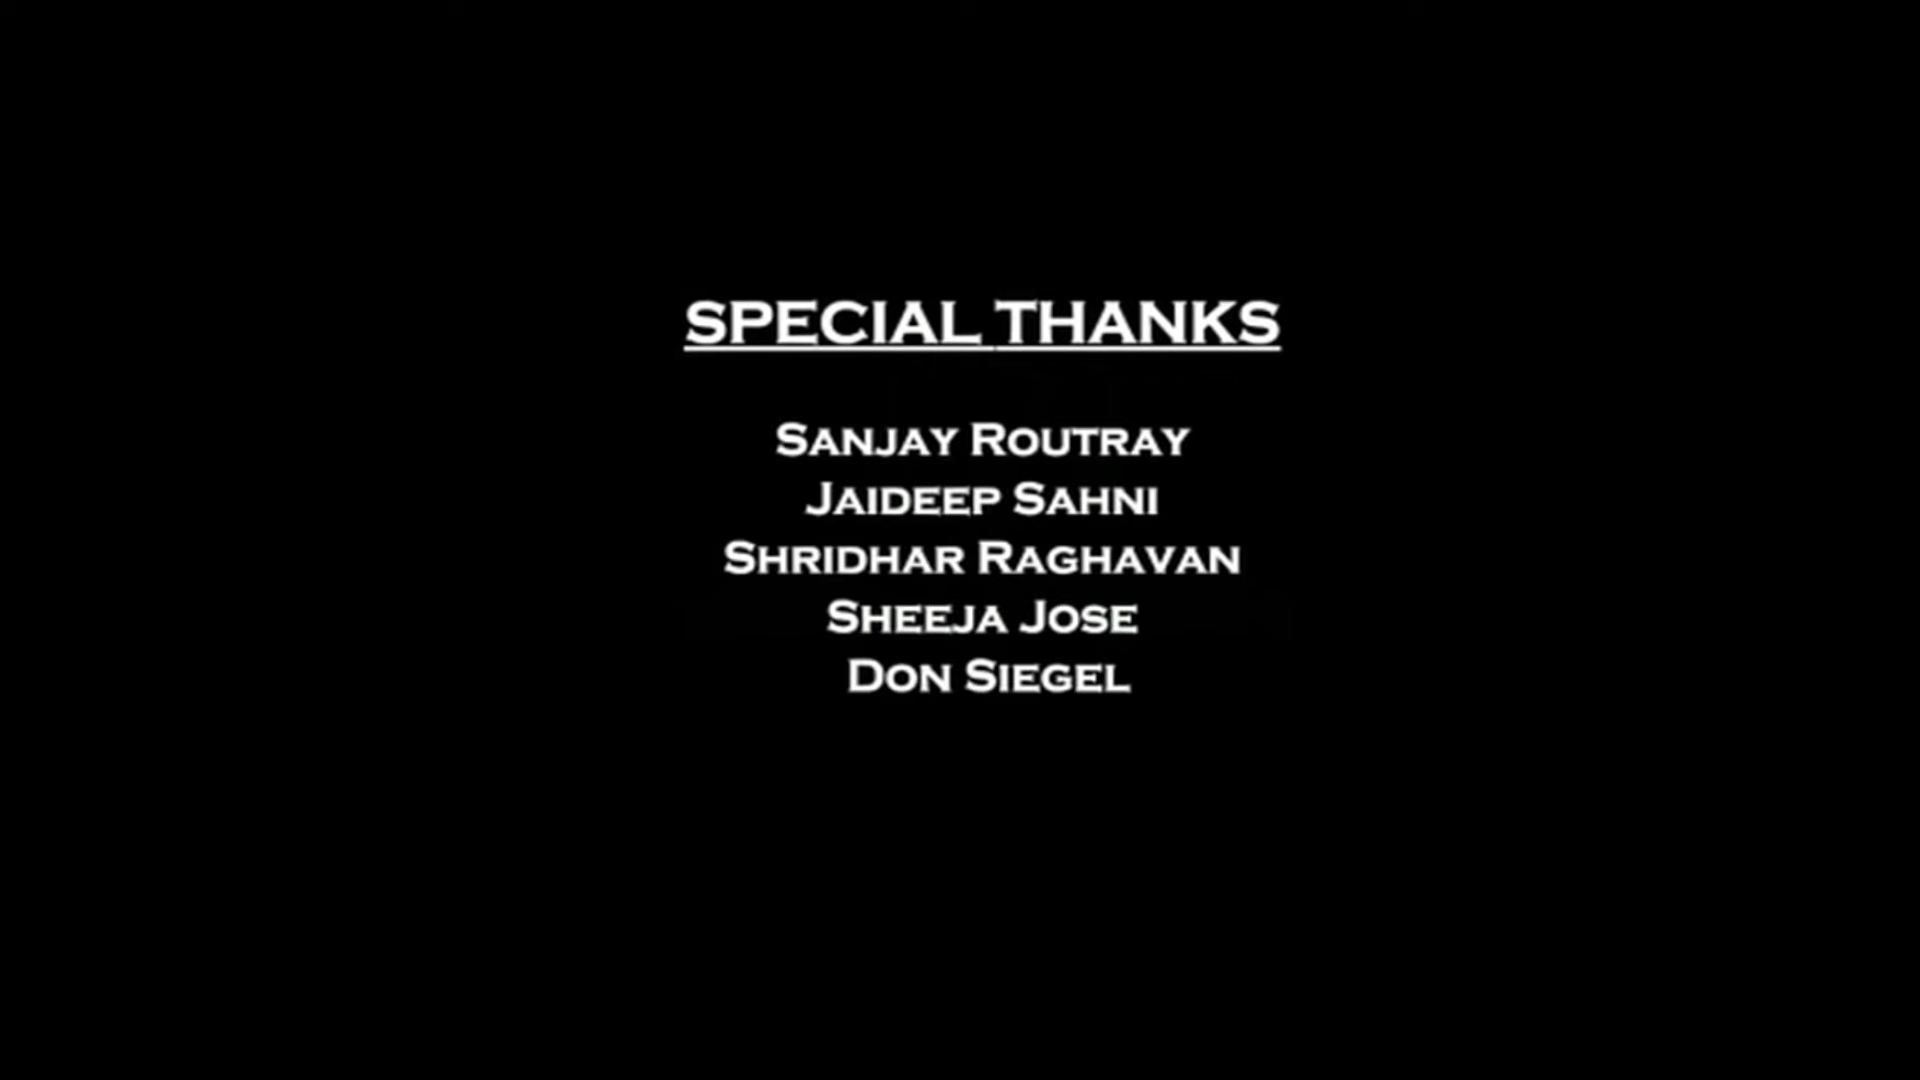 SPECIAL THANKS
Sanjay Routray
Jaideep Sahni
Shridhar Raghavan
Sheeja Jose
Don Siegel